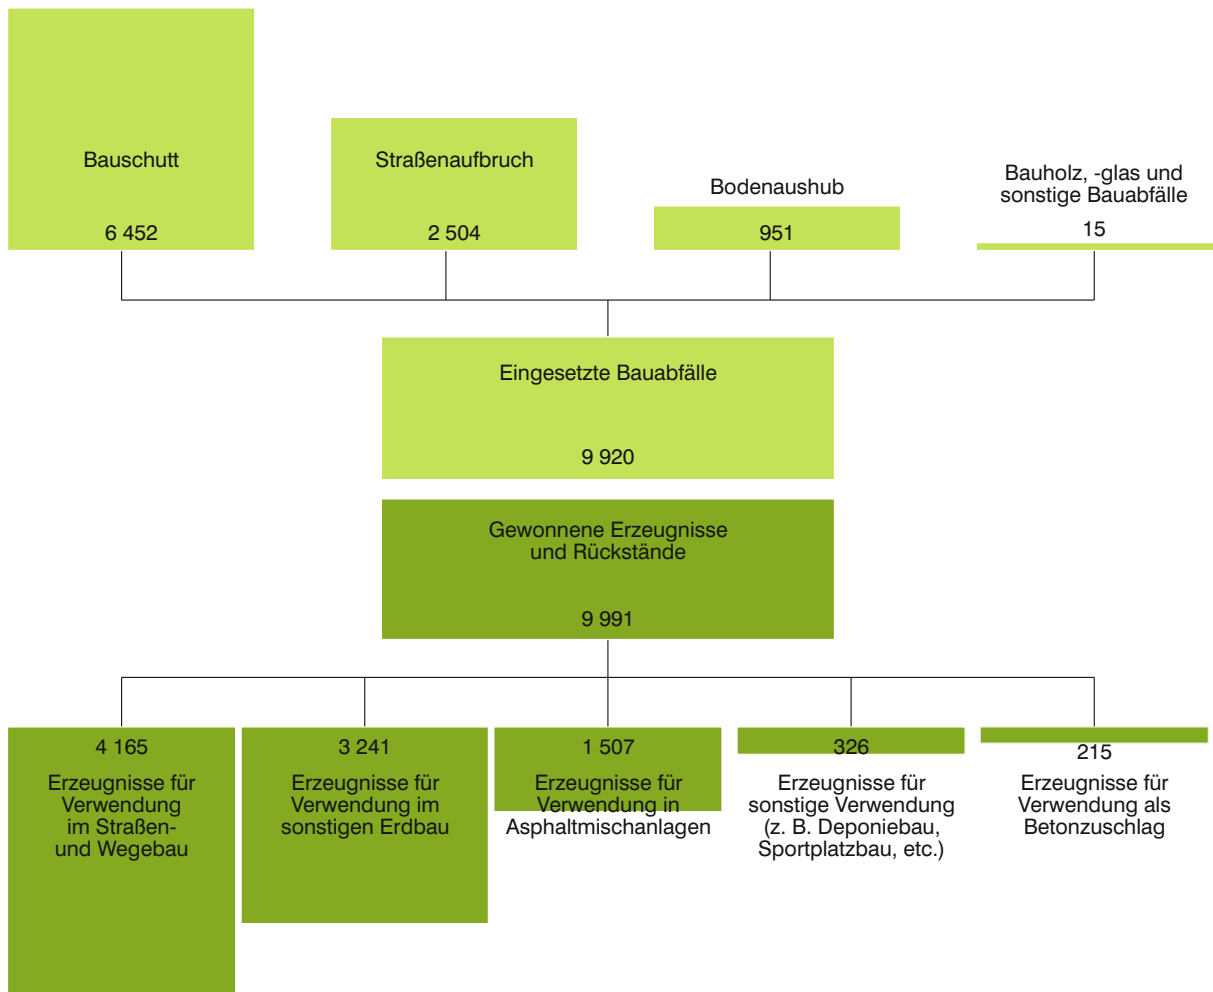 Bauschutt
6 452
Straßenaufbruch
2 504
Bodenaushub
951
Bauholz, -glas und
sonstige Bauabfälle
15
Eingesetzte Bauabfälle
9 920
Gewonnene Erzeugnisse
und Rückstände
9 991
4 165
Erzeugnisse für
Verwendung
im Straßen-
und Wegebau
3 241
Erzeugnisse für
Verwendung im
sonstigen Erdbau
1 507
Erzeugnisse für
Verwendung in
Asphaltmischanlagen
326
Erzeugnisse für
sonstige Verwendung
(z. B. Deponiebau,
Sportplatzbau, etc.)
215
Erzeugnisse für
Verwendung als
Betonzuschlag